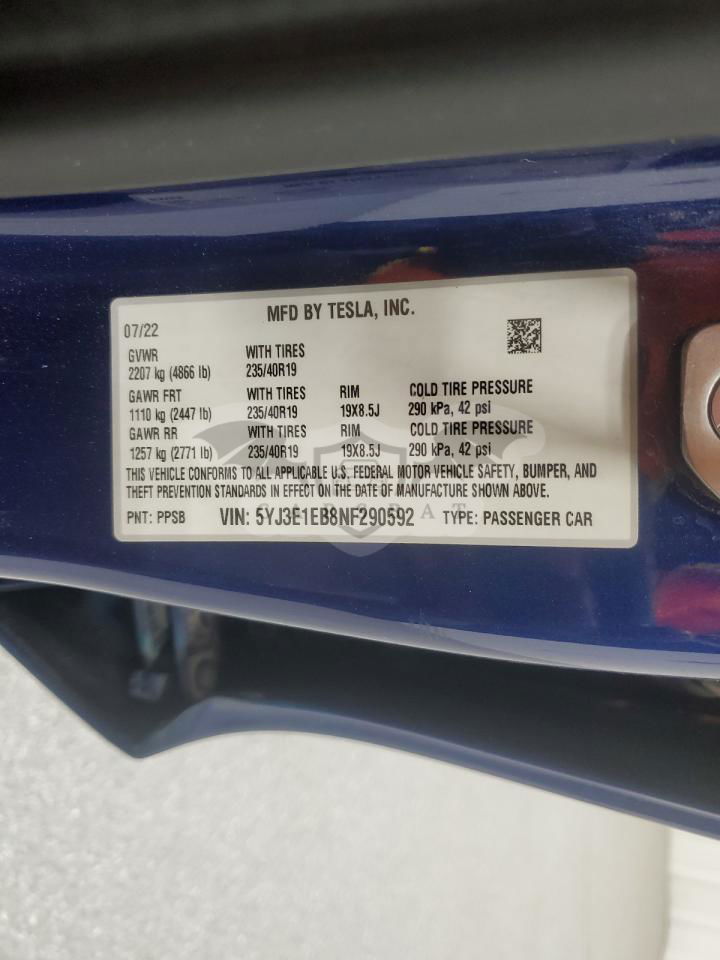 MFD BY TESLA, INC.
07/22
GVWR WITH TIRES
2207 kg (4866 lb) 235/40R19
GAWR FRT WITH TIRES RIM COLD TIRE PRESSURE
1110 kg (2447 lb) 235/40R19 19X8.5J 290 kPa, 42 psi
GAWR RR WITH TIRES RIM COLD TIRE PRESSURE
1257 kg (2771 lb) 235/40R19 19X8.5J 290 kPa, 42 psi
THIS VEHICLE CONFORMS TO ALL APPLICABLE U.S. FEDERAL MOTOR VEHICLE SAFETY, BUMPER, AND
THEFT PREVENTION STANDARDS IN EFFECT ON THE DATE OF MANUFACTURE SHOWN ABOVE.
PNT: PPSB VIN: 5YJ3E1EB8NF290592 TYPE: PASSENGER CAR